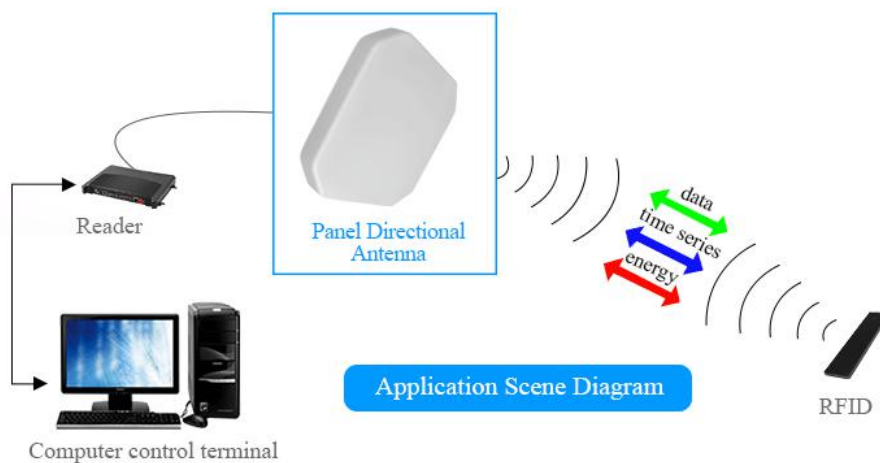 Reader
Panel Directional
Antenna
data
time series
energy
Application Scene Diagram
RFID
Computer control terminal